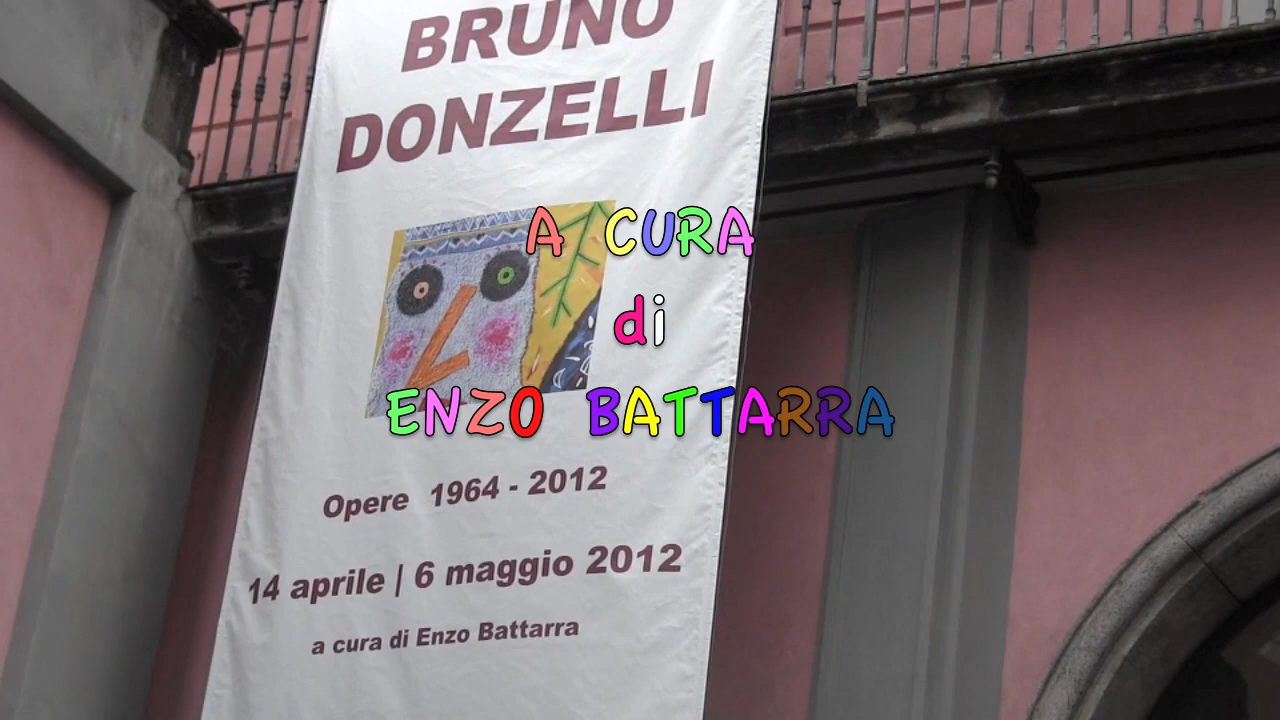 BRUNO
DONZELLI
A CURA
di
ENZO BATTARRA
Opere 1964 - 2012
14 aprile | 6 maggio 2012
a cura di Enzo Battarra